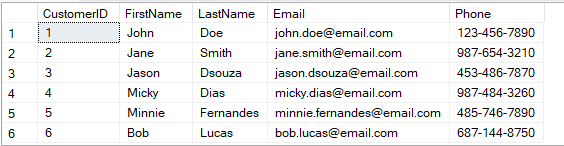 CustomerID FirstName LastName Email Phone
1 1 John Doe john.doe@email.com 123-456-7890
2 2 Jane Smith jane.smith@email.com 987-654-3210
3 3 Jason Dsouza jason.dsouza@email.com 453-486-7870
4 4 Micky Dias micky.dias@email.com 987-484-3260
5 5 Minnie Fernandes minnie.fernandes@email.com 485-746-7890
6 6 Bob Lucas bob.lucas@email.com 687-144-8750